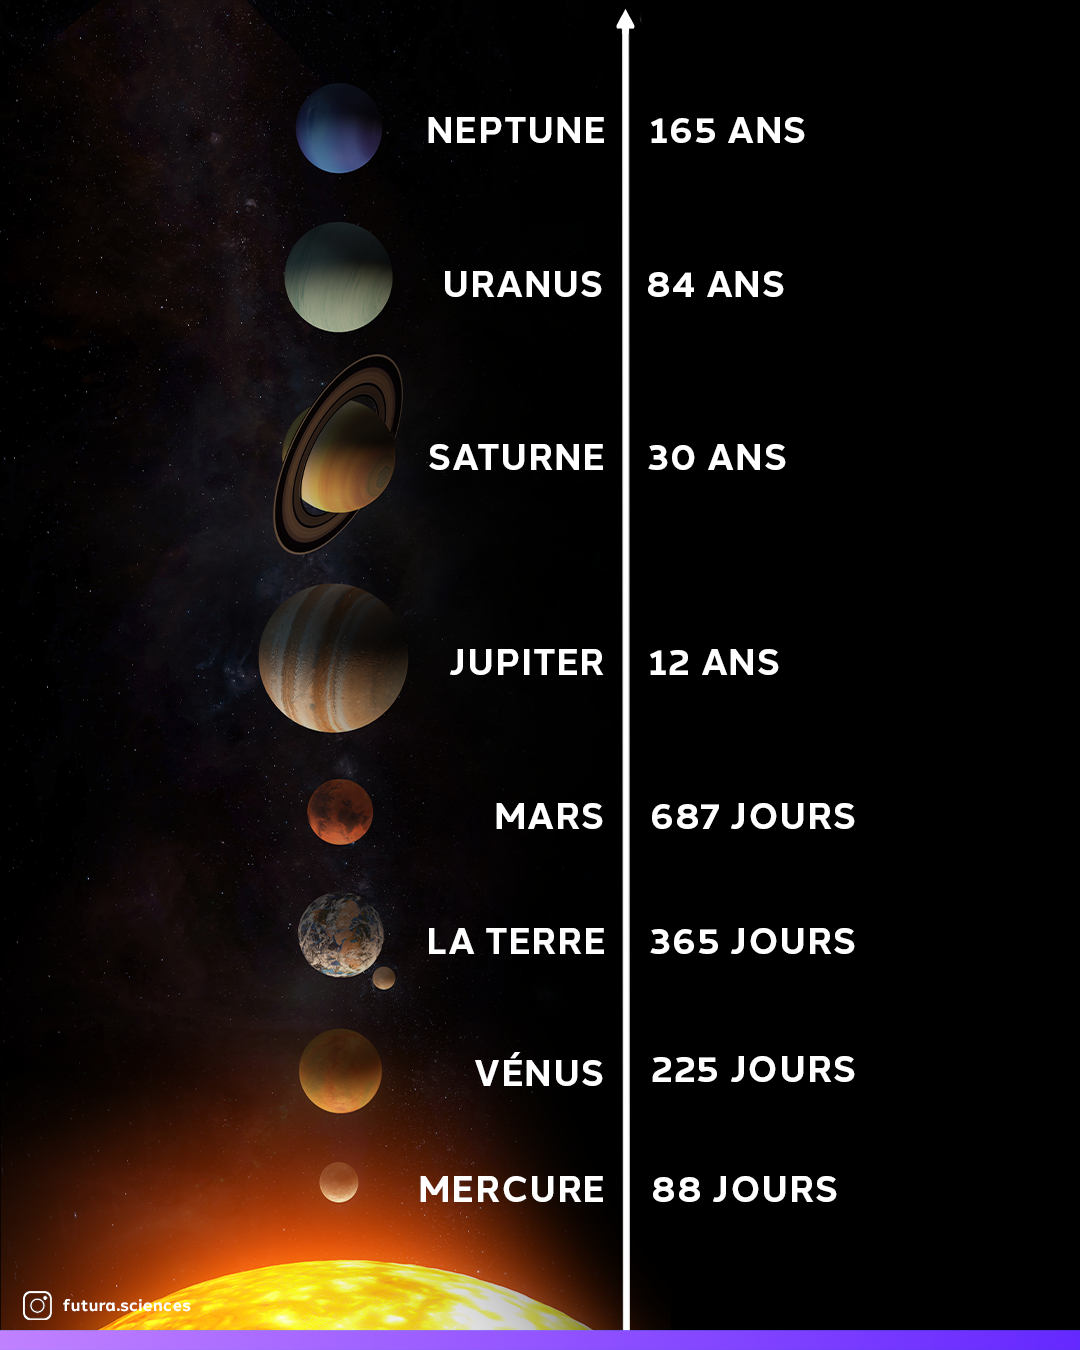 NEPTUNE 165 ANS
URANUS 84 ANS
SATURNE 30 ANS
JUPITER 12 ANS
MARS 687 JOURS
LA TERRE 365 JOURS
VÉNUS 225 JOURS
MERCURE 88 JOURS
futura.sciences